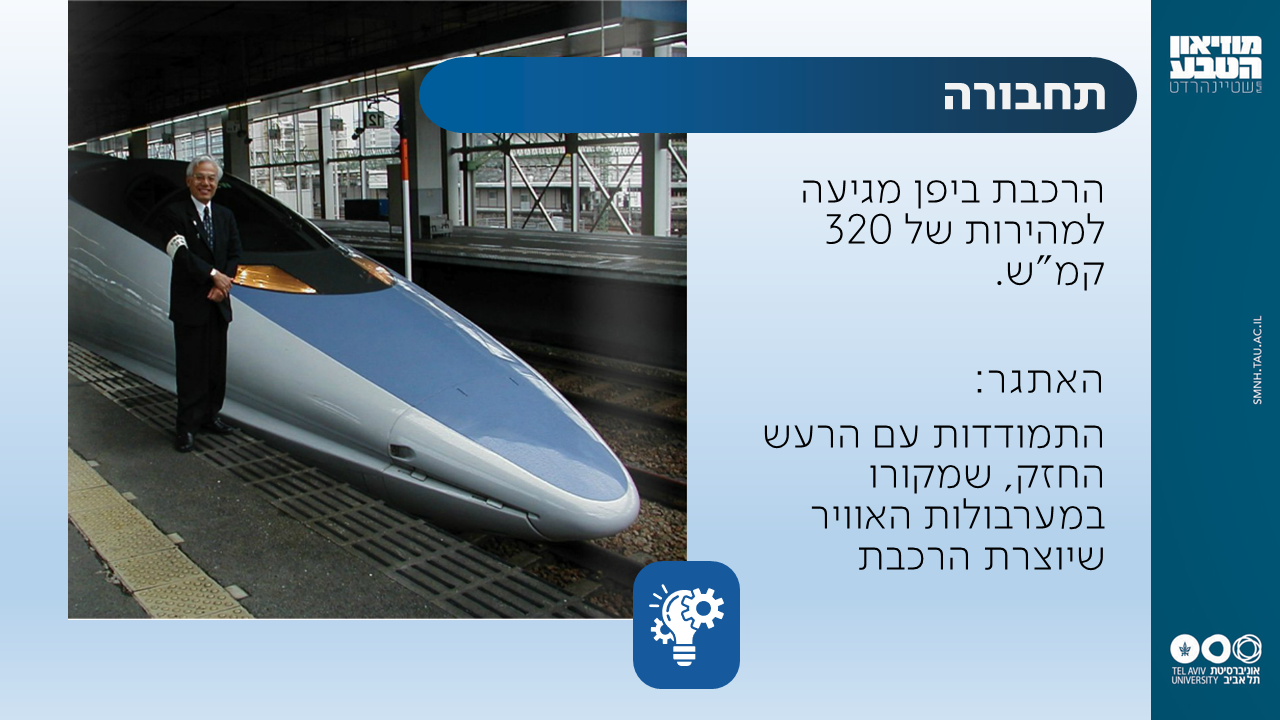 תחבורה
הרכבת ביפן מגיעה
למהירות של 320
קמ"ש.
האתגר:
התמודדות עם הרעש
החזק, שמקורו
במערבולות האוויר
שיוצרת הרכבת
12
מוזיאון
הטבע
שטיינהרדט
SMNH.TAU.AC.IL
TEL AVIV אוניברסיטת
UNIVERSITY תל אביב